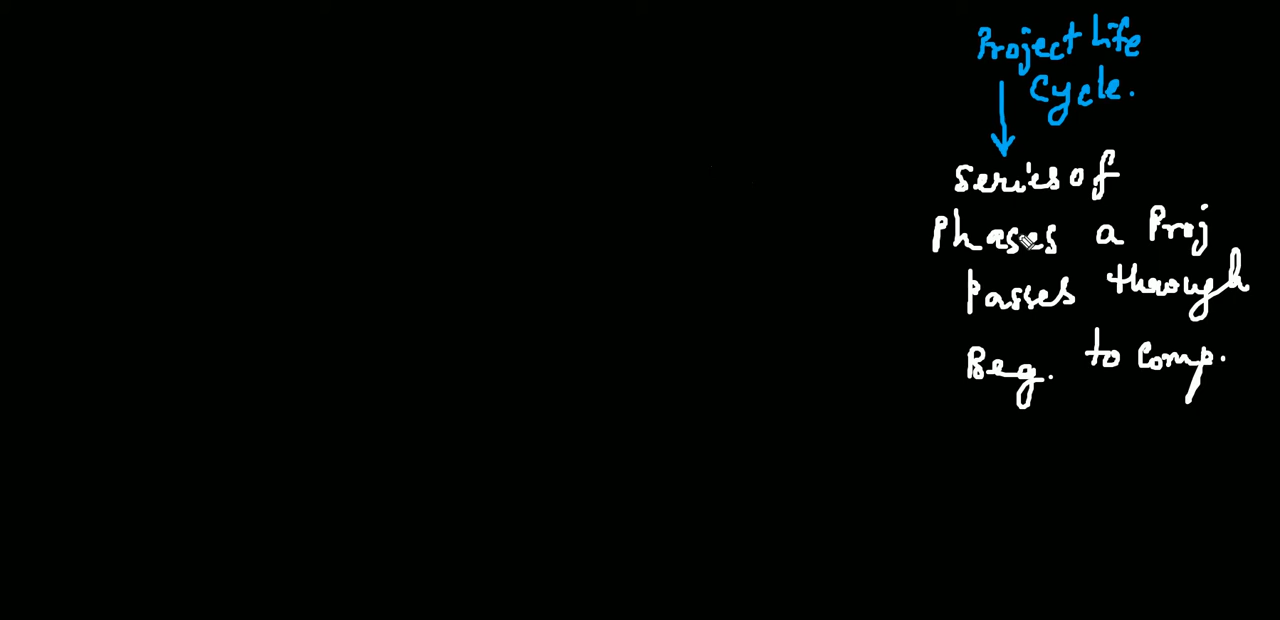 Project Life
Cycle.
Series of
Phases a Proj
Passes through
Beg. to Comp.